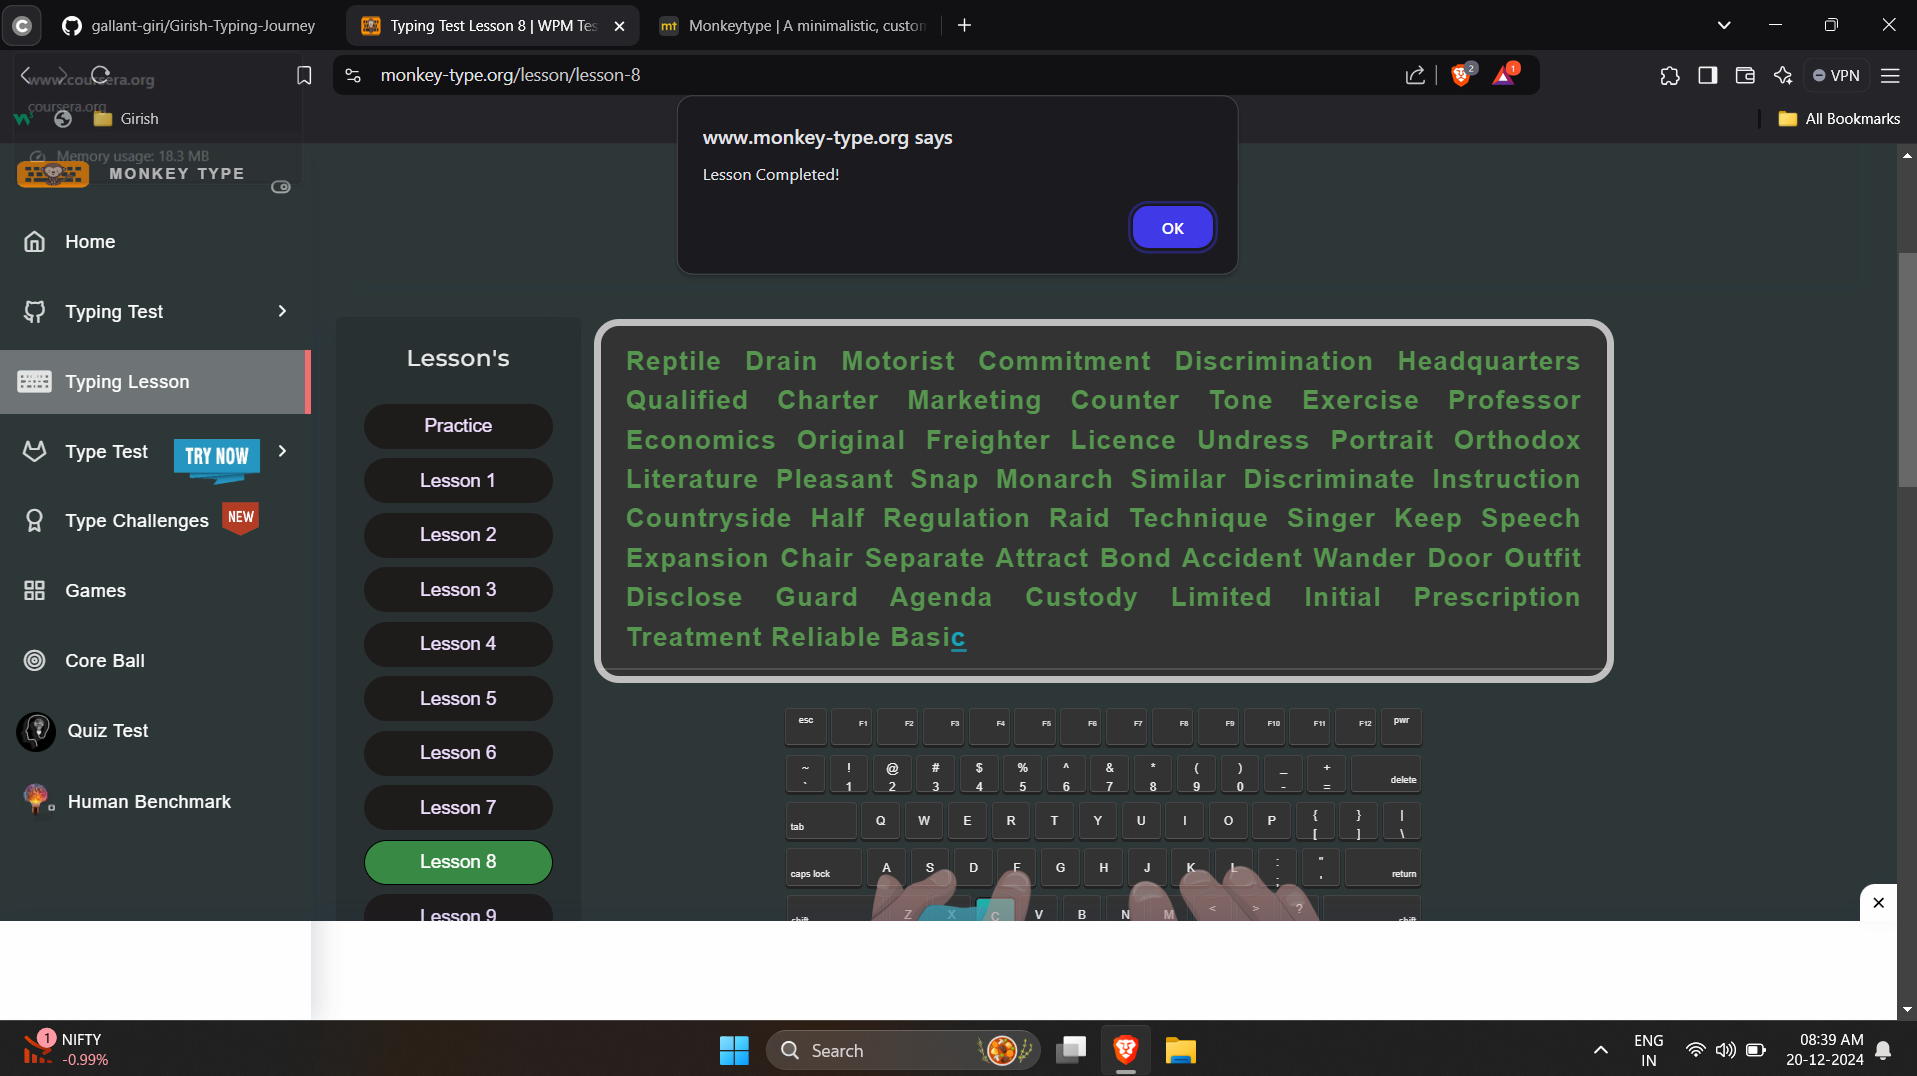 gallant-giri/Girish-Typing-Journey
Typing Test Lesson 8 | WPM Tes
mt Monkeytype | A minimalistic, custon
www.coursera.org
coursera.org
Memory usage: 18.3 MB
monkey-type.org/lesson/lesson-8
2
1
VPN
Girish
All Bookmarks
www.monkey-type.org says
Lesson Completed!
OK
MONKEY TYPE
Home
Typing Test
Typing Lesson
Type Test
TRY NOW
Type Challenges
NEW
Games
Core Ball
Quiz Test
Human Benchmark
Lesson's
Practice
Lesson 1
Lesson 2
Lesson 3
Lesson 4
Lesson 5
Lesson 6
Lesson 7
Lesson 8
Lesson 9
Reptile Drain Motorist Commitment Discrimination Headquarters
Qualified Charter Marketing Counter Tone Exercise Professor
Economics Original Freighter Licence Undress Portrait Orthodox
Literature Pleasant Snap Monarch Similar Discriminate Instruction
Countryside Half Regulation Raid Technique Singer Keep Speech
Expansion Chair Separate Attract Bond Accident Wander Door Outfit
Disclose Guard Agenda Custody Limited Initial Prescription
Treatment Reliable Basic
esc F1 F2 F3 F4 F5 F6 F7 F8 F9 F10 F11 F12 pwr
~ ! @ # $ % ^ & * ( ) _ +
` 1 2 3 4 5 6 7 8 9 0 - = delete
tab Q W E R T Y U I O P { } |
[ ] \
caps lock A S D F G H J K L : "
; ' return
shift Z X C V B N M < > ? shift
1 NIFTY
-0.99%
Search
ENG
IN
08:39 AM
20-12-2024